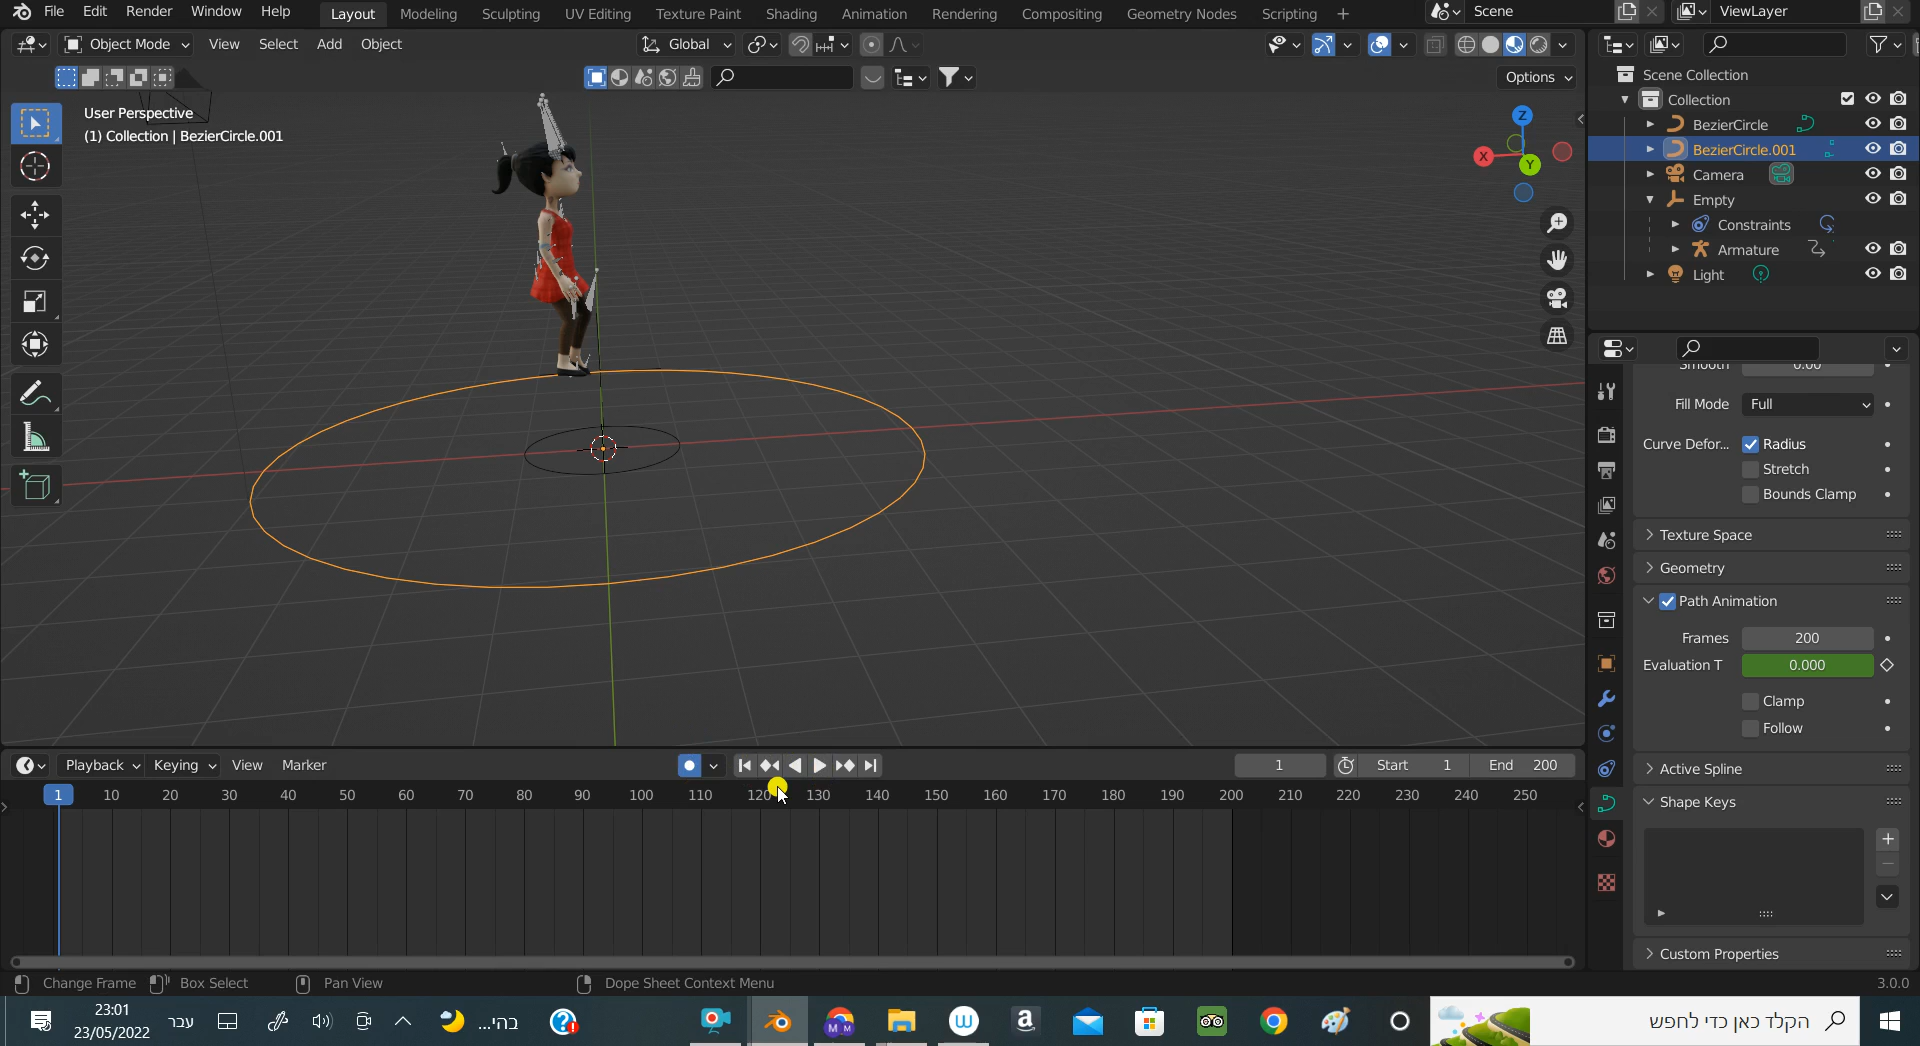 File Edit Render Window Help Layout Modeling Sculpting UV Editing Texture Paint Shading Animation Rendering Compositing Geometry Nodes Scripting + Scene ViewLayer
Object Mode View Select Add Object Global
Options
User Perspective
(1) Collection | BezierCircle.001
Z
X
Y
Scene Collection
Collection
BezierCircle
BezierCircle.001
Camera
Empty
Constraints
Armature
Light
Smooth 0.00
Fill Mode Full
Curve Defor... Radius
Stretch
Bounds Clamp
Texture Space
Geometry
Path Animation
Frames 200
Evaluation T 0.000
Clamp
Follow
Active Spline
Shape Keys
Custom Properties
Playback Keying View Marker 1 Start 1 End 200
1 10 20 30 40 50 60 70 80 90 100 110 120 130 140 150 160 170 180 190 200 210 220 230 240 250
Change Frame Box Select Pan View Dope Sheet Context Menu 3.0.0
23:01
23/05/2022
עבר
בהי...
הקלד כאן כדי לחפש